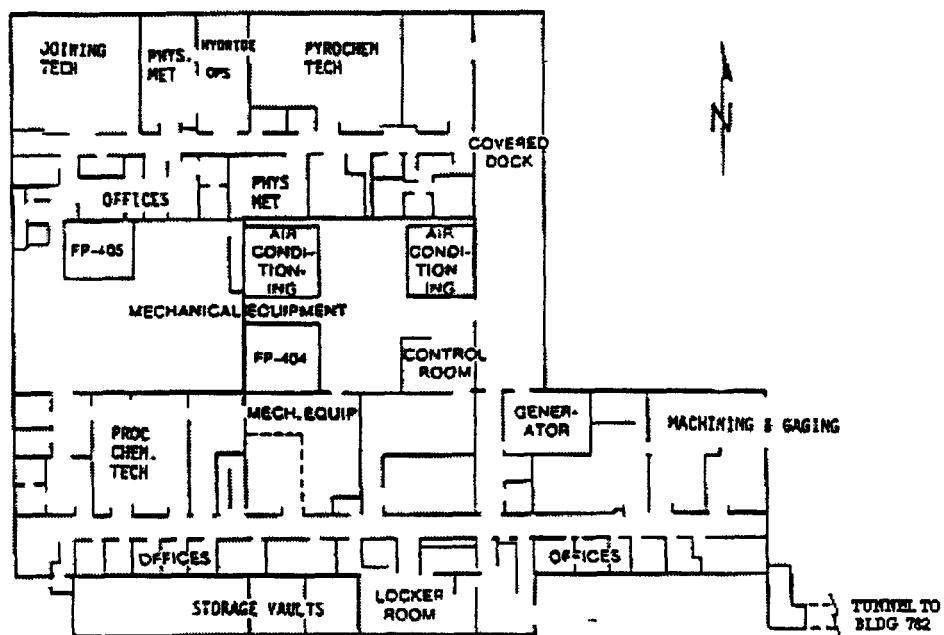 JOINING
TECH
PHYS.
MET
HYDRIDE
OPS
PYROCHEM
TECH
N
COVERED
DOCK
OFFICES
PHYS
MET
FP-405
AIR
CONDI-
TION-
ING
AIR
CONDI-
TION-
ING
MECHANICAL EQUIPMENT
FP-404
CONTROL
ROOM
PROC
CHEM.
TECH
MECH. EQUIP
GENER-
ATOR
MACHINING & GAGING
OFFICES
OFFICES
STORAGE VAULTS
LOCKER
ROOM
TUNNEL TO
BLDG 782